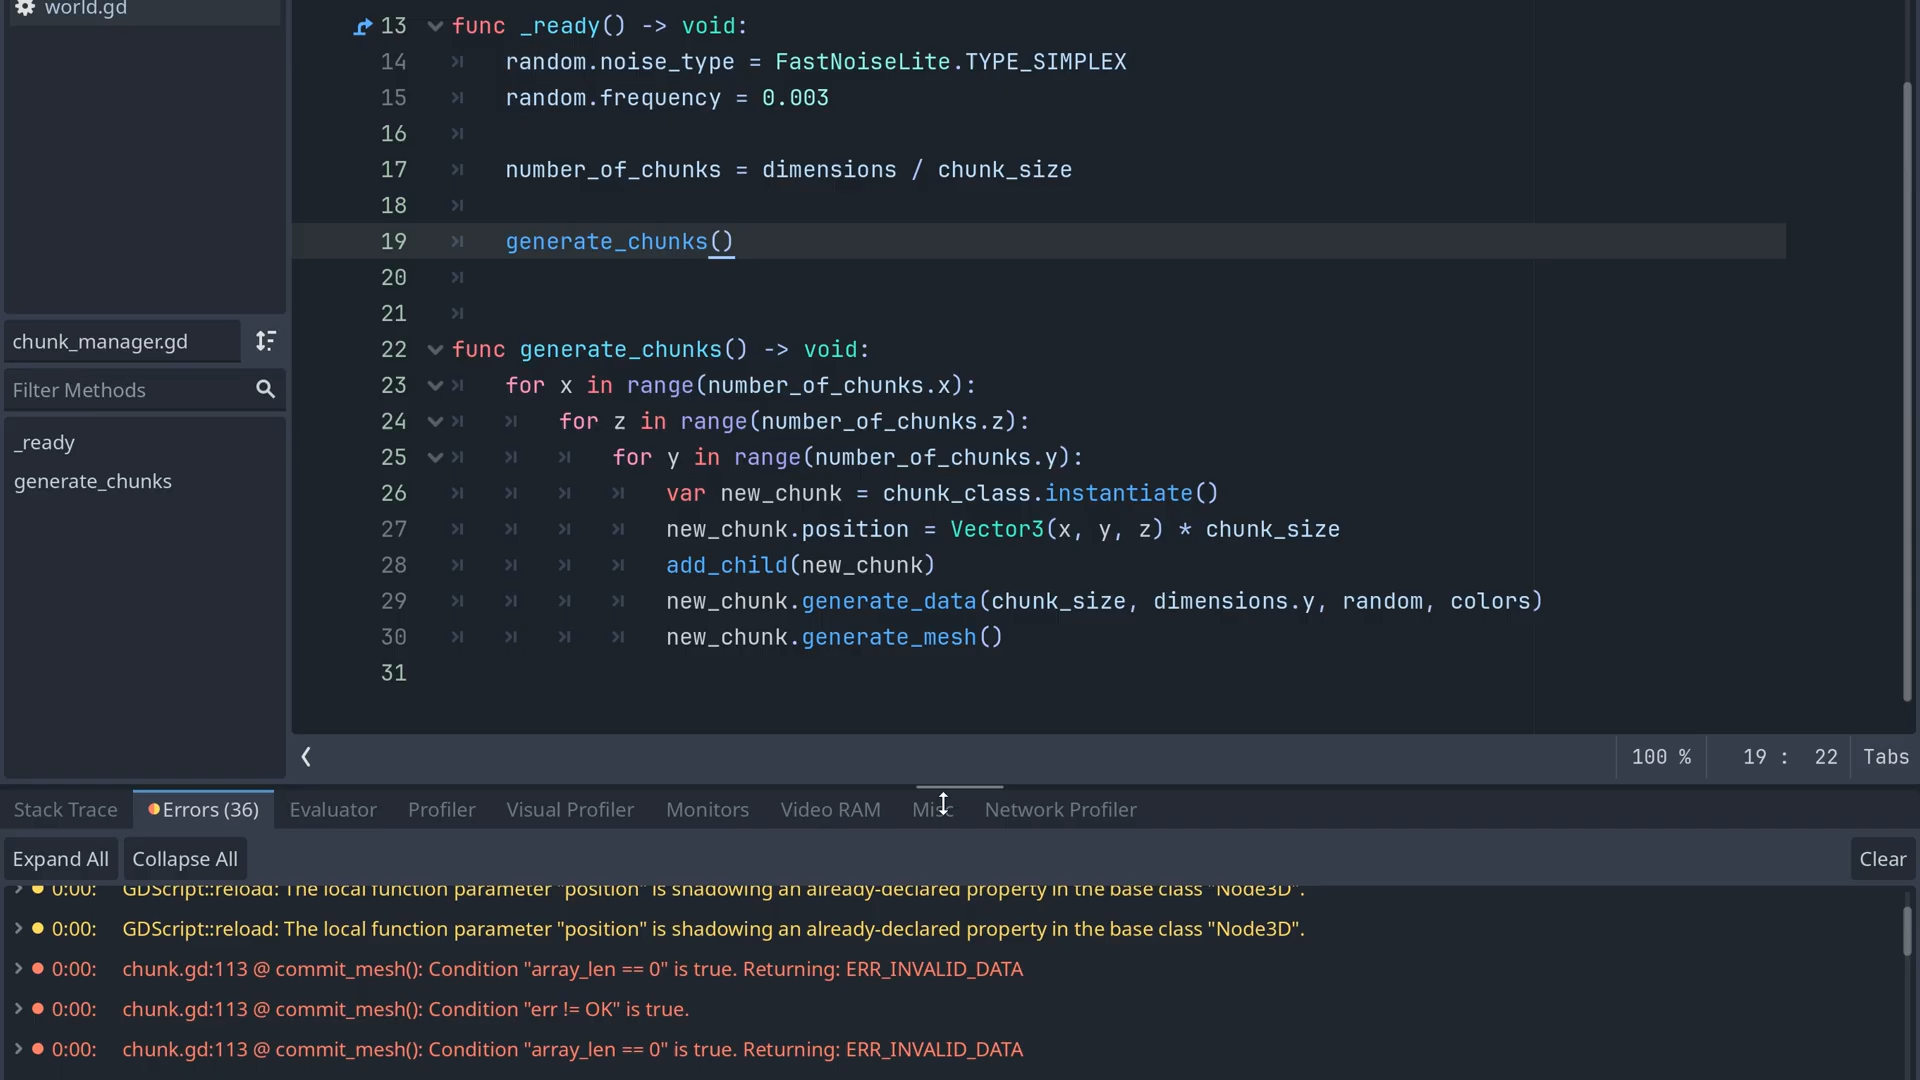 world.gd
13 func _ready() -> void:
14 random.noise_type = FastNoiseLite.TYPE_SIMPLEX
15 random.frequency = 0.003
16
17 number_of_chunks = dimensions / chunk_size
18
19 generate_chunks()
20
21
22 func generate_chunks() -> void:
23 for x in range(number_of_chunks.x):
24 for z in range(number_of_chunks.z):
25 for y in range(number_of_chunks.y):
26 var new_chunk = chunk_class.instantiate()
27 new_chunk.position = Vector3(x, y, z) * chunk_size
28 add_child(new_chunk)
29 new_chunk.generate_data(chunk_size, dimensions.y, random, colors)
30 new_chunk.generate_mesh()
31
chunk_manager.gd
Filter Methods
_ready
generate_chunks
100 % 19 : 22 Tabs
Stack Trace Errors (36) Evaluator Profiler Visual Profiler Monitors Video RAM Misc Network Profiler
Expand All Collapse All Clear
0:00: GDScript::reload: The local function parameter "position" is shadowing an already-declared property in the base class "Node3D".
0:00: GDScript::reload: The local function parameter "position" is shadowing an already-declared property in the base class "Node3D".
0:00: chunk.gd:113 @ commit_mesh(): Condition "array_len == 0" is true. Returning: ERR_INVALID_DATA
0:00: chunk.gd:113 @ commit_mesh(): Condition "err != OK" is true.
0:00: chunk.gd:113 @ commit_mesh(): Condition "array_len == 0" is true. Returning: ERR_INVALID_DATA